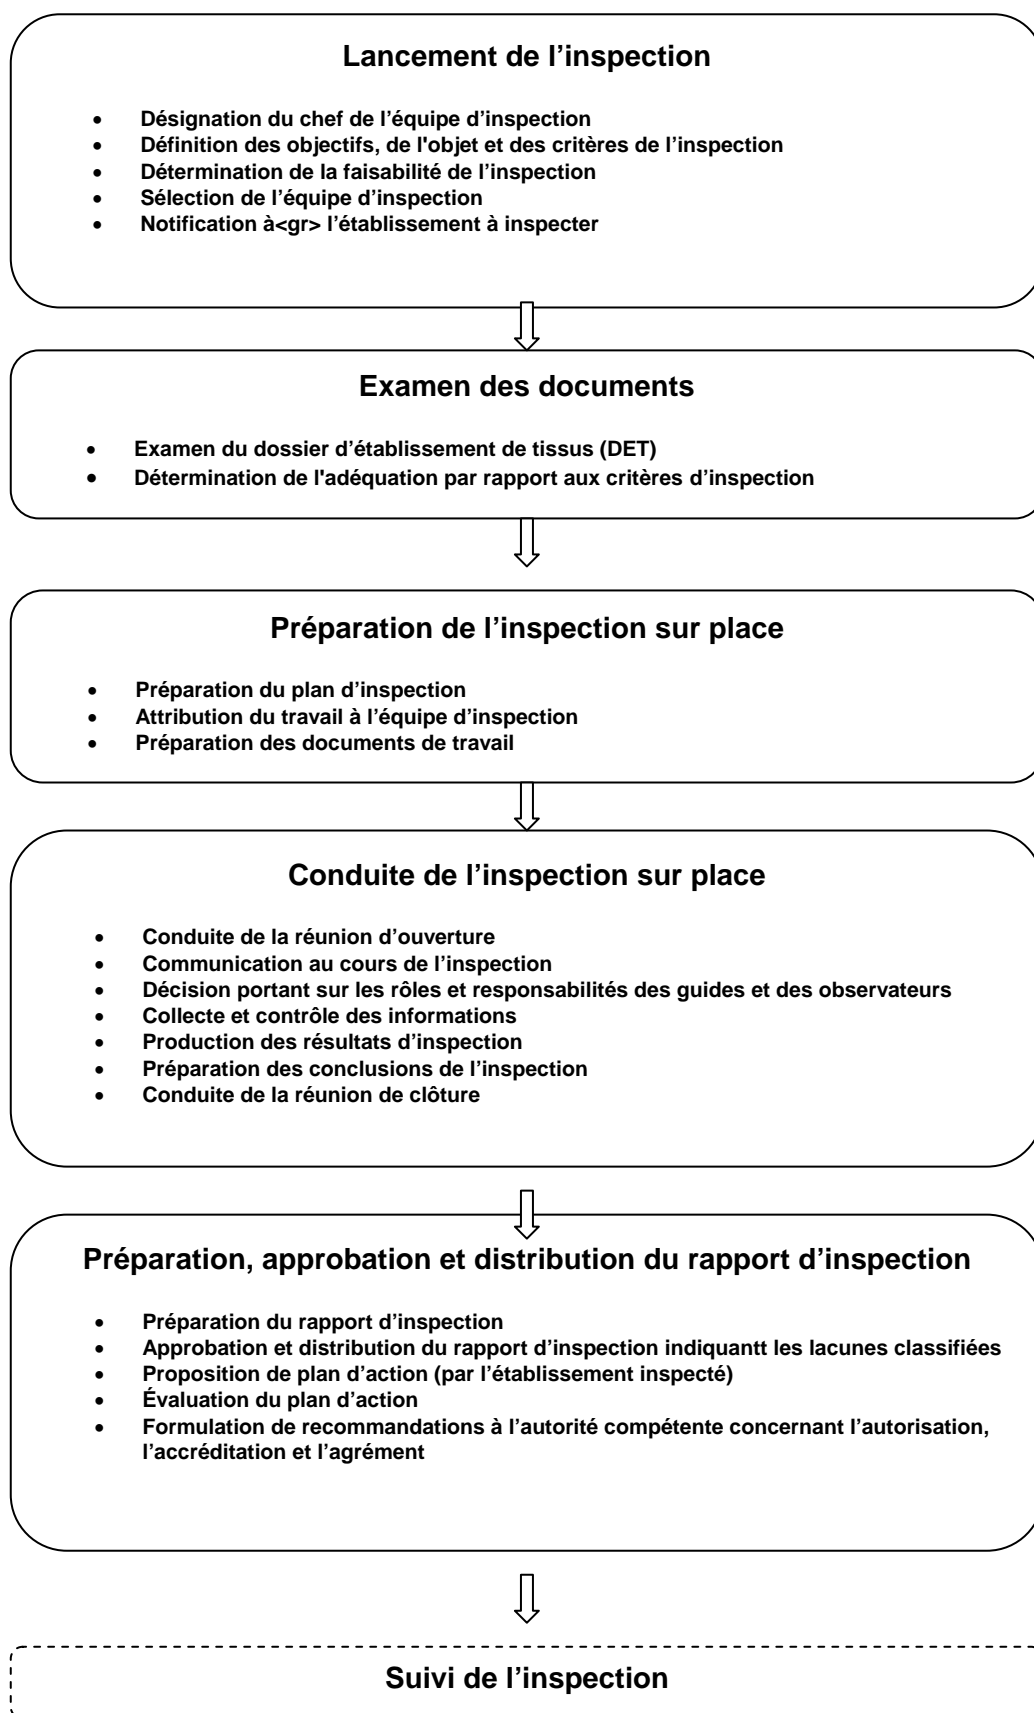 Lancement de l’inspection
• Désignation du chef de l’équipe d’inspection
• Définition des objectifs, de l'objet et des critères de l’inspection
• Détermination de la faisabilité de l’inspection
• Sélection de l’équipe d’inspection
• Notification à<gr> l’établissement à inspecter
Examen des documents
• Examen du dossier d’établissement de tissus (DET)
• Détermination de l'adéquation par rapport aux critères d’inspection
Préparation de l’inspection sur place
• Préparation du plan d’inspection
• Attribution du travail à l’équipe d’inspection
• Préparation des documents de travail
Conduite de l’inspection sur place
• Conduite de la réunion d’ouverture
• Communication au cours de l’inspection
• Décision portant sur les rôles et responsabilités des guides et des observateurs
• Collecte et contrôle des informations
• Production des résultats d’inspection
• Préparation des conclusions de l’inspection
• Conduite de la réunion de clôture
Préparation, approbation et distribution du rapport d’inspection
• Préparation du rapport d’inspection
• Approbation et distribution du rapport d’inspection indiquantt les lacunes classifiées
• Proposition de plan d’action (par l’établissement inspecté)
• Évaluation du plan d’action
• Formulation de recommandations à l’autorité compétente concernant l’autorisation,
l’accréditation et l’agrément
Suivi de l’inspection